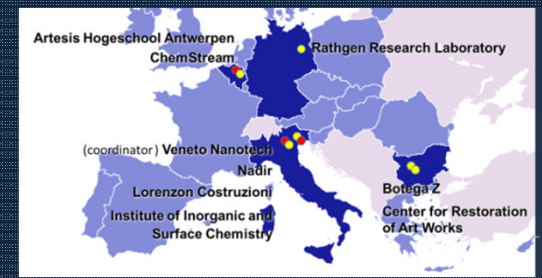 Artesis Hogeschool Antwerpen
ChemStream
Rathgen Research Laboratory
(coordinator) Veneto Nanotech
Nadir
Lorenzon Costruzioni
Institute of Inorganic and
Surface Chemistry
Botega Z
Center for Restoration
of Art Works